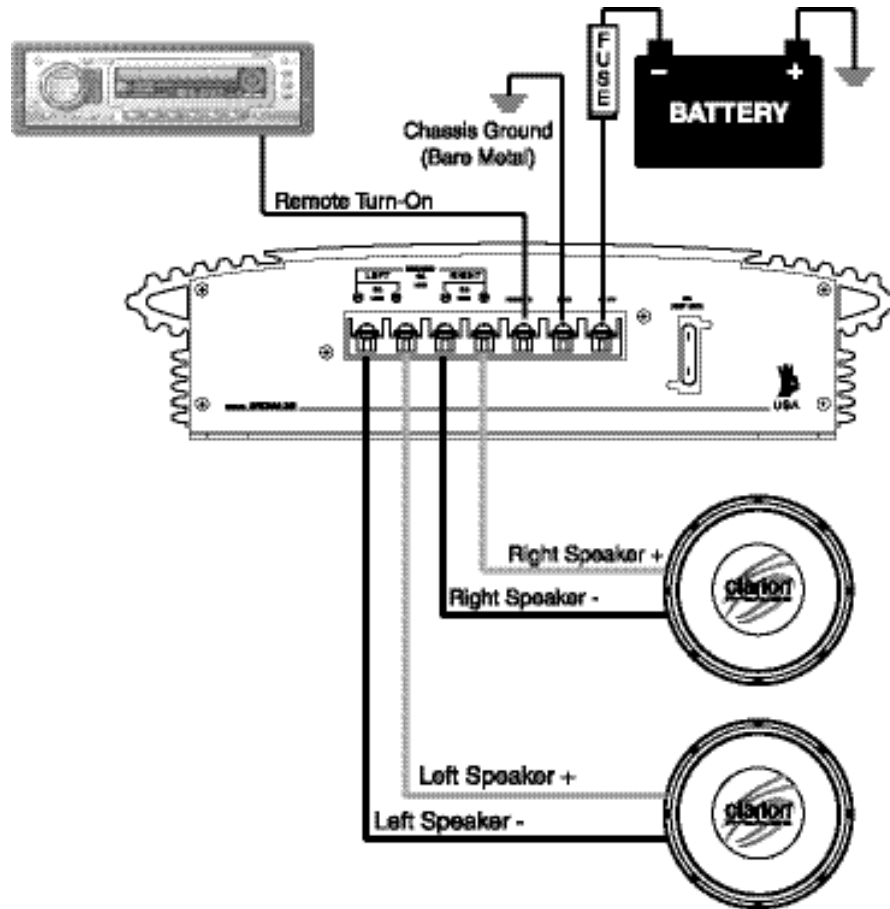 FUSE
-
+
BATTERY
Chassis Ground
(Bare Metal)
Remote Turn-On
LEFT
RIGHT
USA
Right Speaker +
Right Speaker -
clarion
Left Speaker +
Left Speaker -
clarion